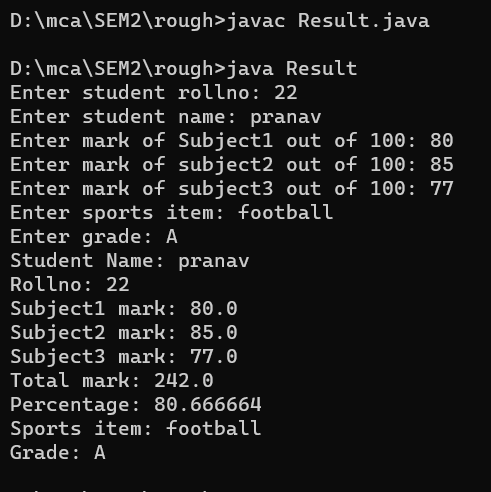 D:\mca\SEM2\rough>javac Result.java
D:\mca\SEM2\rough>java Result
Enter student rollno: 22
Enter student name: pranav
Enter mark of Subject1 out of 100: 80
Enter mark of subject2 out of 100: 85
Enter mark of subject3 out of 100: 77
Enter sports item: football
Enter grade: A
Student Name: pranav
Rollno: 22
Subject1 mark: 80.0
Subject2 mark: 85.0
Subject3 mark: 77.0
Total mark: 242.0
Percentage: 80.666664
Sports item: football
Grade: A